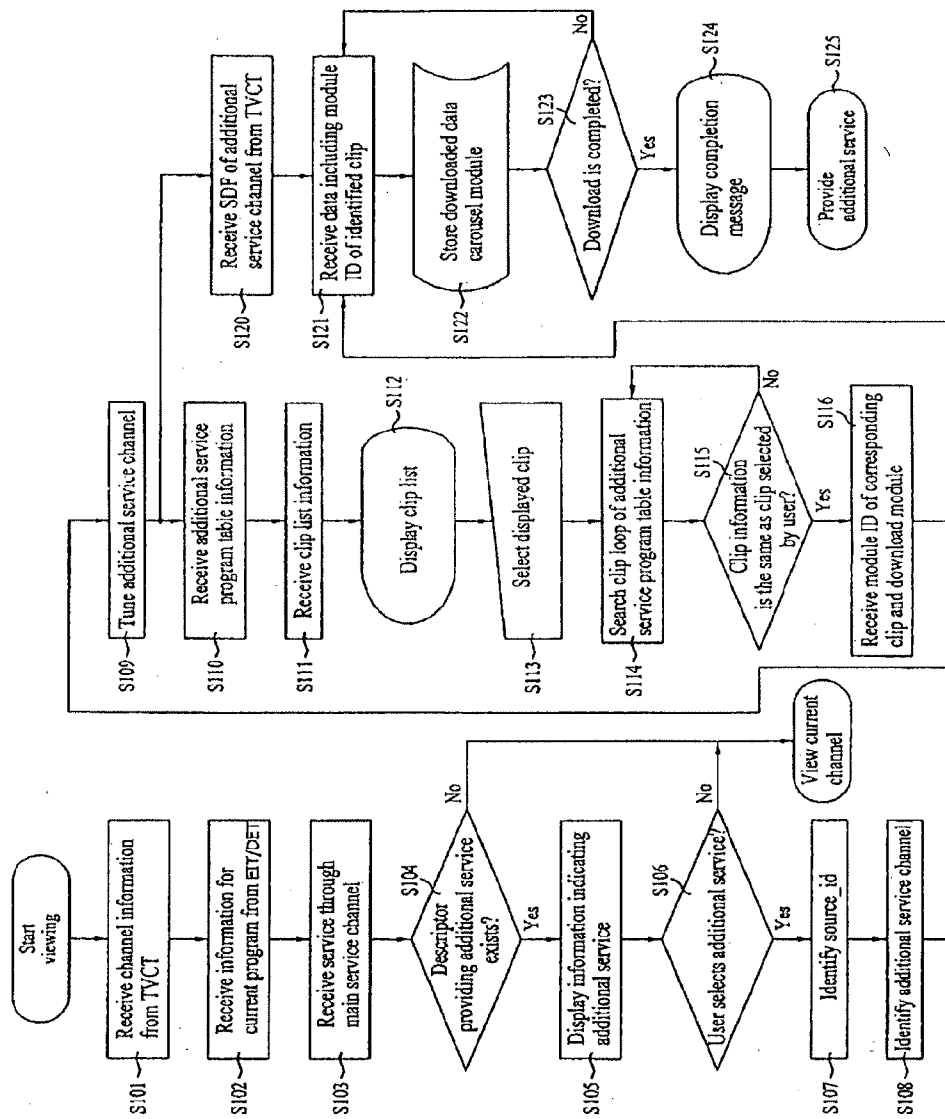 Start
viewing
Receive channel information
from TVCT
S101
Receive information for
current program from EIT/DET
S102
Receive service through
main service channel
S103
S104
Descriptor
providing additional service
exists?
No
Yes
Display information indicating
additional service
S105
S106
User selects additional service?
No
Yes
View current
channel
Identify source_id
S107
Identify additional service channel
S108
Tune additional service channel
S109
Receive additional service
program table information
S110
Receive clip list information
S111
S112
Display clip list
Select displayed clip
S113
Search clip loop of additional
service program table information
S114
S115
Clip information
is the same as clip selected
by user?
No
Yes
S116
Receive module ID of corresponding
clip and download module
Receive SDF of additional
service channel from TVCT
S120
Receive data including module
ID of identified clip
S121
Store downloaded data
carousel module
S122
S123
Download is completed?
No
Yes
S124
Display completion
message
S125
Provide
additional service